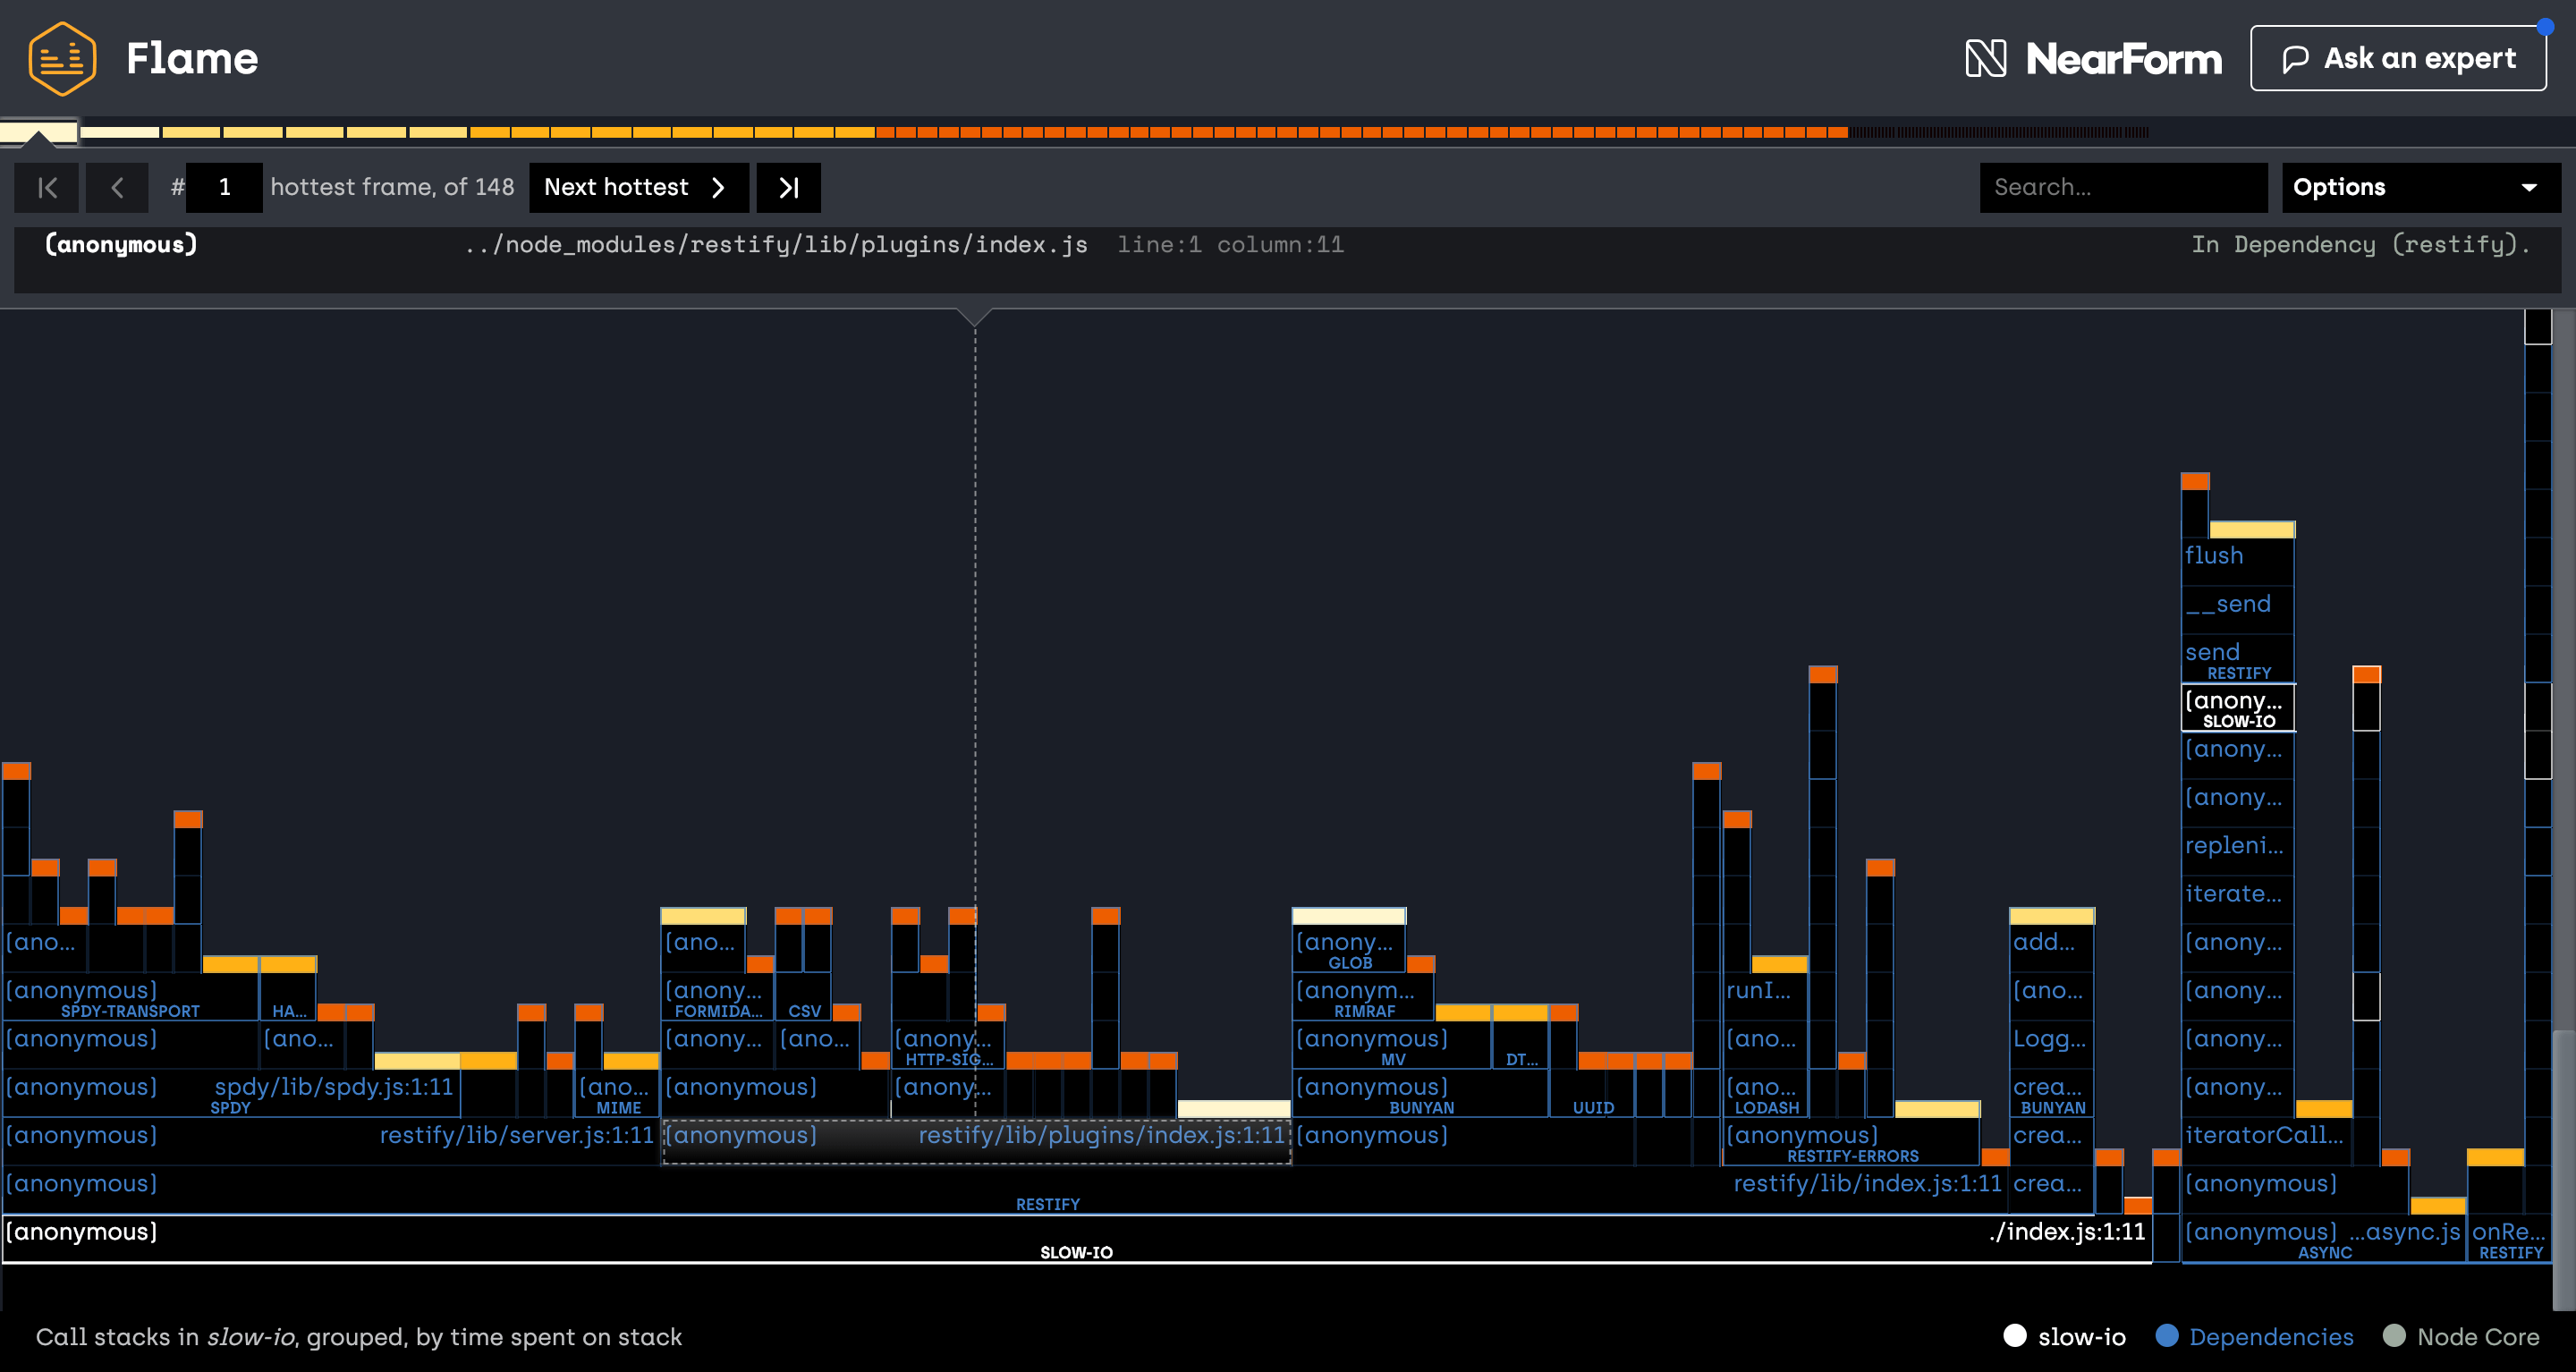 Flame
NearForm
Ask an expert
# 1 hottest frame, of 148 Next hottest
Search...
Options
(anonymous) ../node_modules/restify/lib/plugins/index.js line:1 column:11 In Dependency (restify).
flush
__send
send
RESTIFY
(anony...
SLOW-IO
(anony...
(anony...
repleni...
iterate...
(ano... (ano... (anony... add... (anony...
GLOB
(anonymous) (anony... (anonym... runI... (ano... (anony...
SPDY-TRANSPORT HA... FORMIDA... CSV RIMRAF
(anonymous) (ano... (anony... (ano... (anony... (anonymous) (ano... Logg... (anony...
HTTP-SIG... MV DT...
(anonymous) spdy/lib/spdy.js:1:11 (ano... (anonymous) (anony... (anonymous) (ano... crea... (anony...
SPDY MIME BUNYAN UUID LODASH BUNYAN
(anonymous) restify/lib/server.js:1:11 (anonymous) restify/lib/plugins/index.js:1:11 (anonymous) (anonymous) crea... iteratorCall...
RESTIFY-ERRORS
(anonymous) restify/lib/index.js:1:11 crea... (anonymous)
RESTIFY
(anonymous) ./index.js:1:11 (anonymous) ...async.js onRe...
SLOW-IO ASYNC RESTIFY
Call stacks in slow-io, grouped, by time spent on stack
slow-io Dependencies Node Core